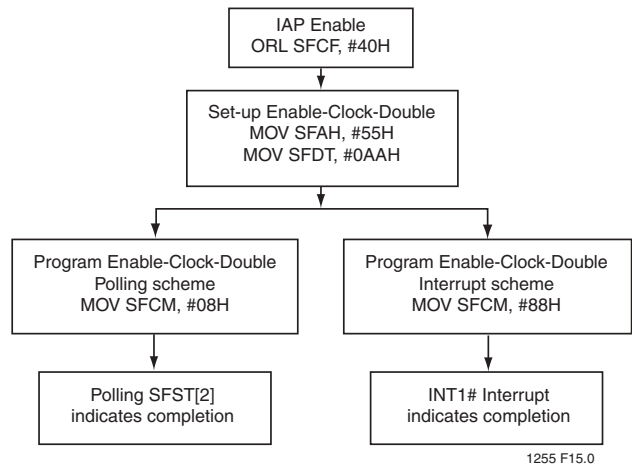 IAP Enable
ORL SFCF, #40H
Set-up Enable-Clock-Double
MOV SFAH, #55H
MOV SFDT, #0AAH
Program Enable-Clock-Double
Polling scheme
MOV SFCM, #08H
Program Enable-Clock-Double
Interrupt scheme
MOV SFCM, #88H
Polling SFST[2]
indicates completion
INT1# Interrupt
indicates completion
1255 F15.0